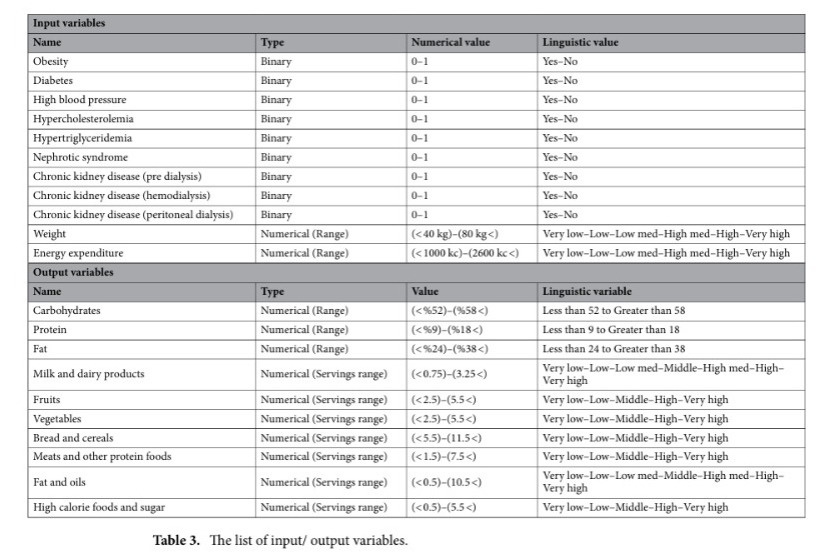 Input variables
Name Type Numerical value Linguistic value
Obesity Binary 0–1 Yes–No
Diabetes Binary 0–1 Yes–No
High blood pressure Binary 0–1 Yes–No
Hypercholesterolemia Binary 0–1 Yes–No
Hypertriglyceridemia Binary 0–1 Yes–No
Nephrotic syndrome Binary 0–1 Yes–No
Chronic kidney disease (pre dialysis) Binary 0–1 Yes–No
Chronic kidney disease (hemodialysis) Binary 0–1 Yes–No
Chronic kidney disease (peritoneal dialysis) Binary 0–1 Yes–No
Weight Numerical (Range) (<40 kg)–(80 kg<) Very low–Low–Low med–High med–High–Very high
Energy expenditure Numerical (Range) (<1000 kc)–(2600 kc<) Very low–Low–Low med–High med–High–Very high
Output variables
Name Type Value Linguistic variable
Carbohydrates Numerical (Range) (<%52)–(%58<) Less than 52 to Greater than 58
Protein Numerical (Range) (<%9)–(%18<) Less than 9 to Greater than 18
Fat Numerical (Range) (<%24)–(%38<) Less than 24 to Greater than 38
Milk and dairy products Numerical (Servings range) (<0.75)–(3.25<) Very low–Low–Low med–Middle–High med–High–
Very high
Fruits Numerical (Servings range) (<2.5)–(5.5<) Very low–Low–Middle–High–Very high
Vegetables Numerical (Servings range) (<2.5)–(5.5<) Very low–Low–Middle–High–Very high
Bread and cereals Numerical (Servings range) (<5.5)–(11.5<) Very low–Low–Middle–High–Very high
Meats and other protein foods Numerical (Servings range) (<1.5)–(7.5<) Very low–Low–Middle–High–Very high
Fat and oils Numerical (Servings range) (<0.5)–(10.5<) Very low–Low–Low med–Middle–High med–High–
Very high
High calorie foods and sugar Numerical (Servings range) (<0.5)–(5.5<) Very low–Low–Middle–High–Very high
Table 3. The list of input/ output variables.